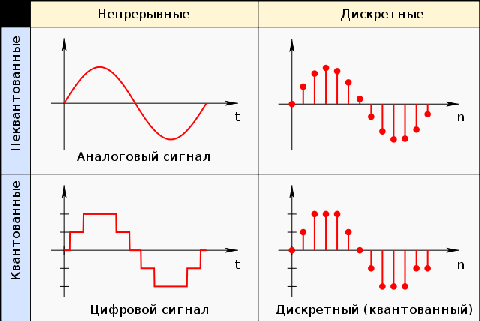 Непрерывные
Дискретные
Неквантованные
t
n
Аналоговый сигнал
Квантованные
t
n
Цифровой сигнал
Дискретный (квантованный)